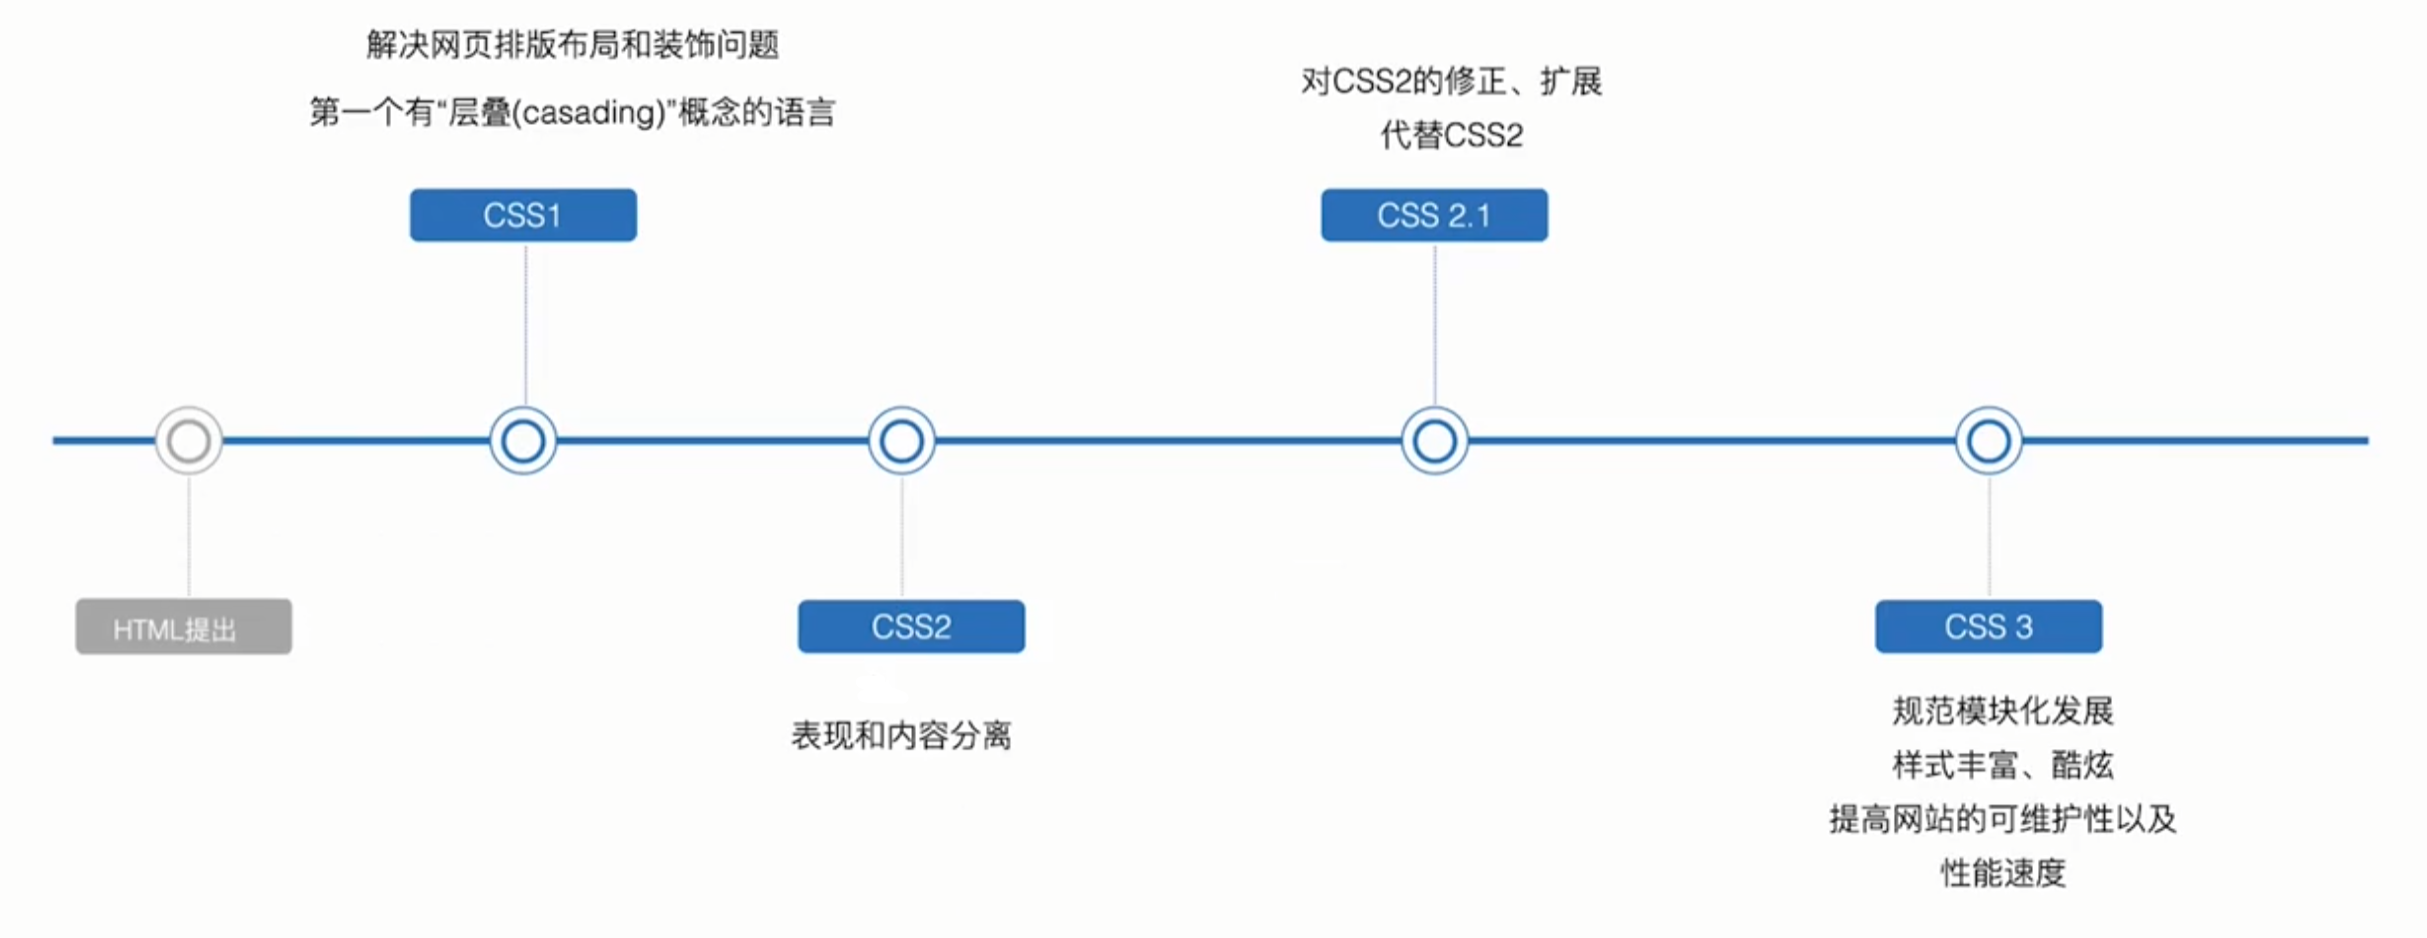 解决网页排版布局和装饰问题
第一个有“层叠(casading)”概念的语言
CSS1
对CSS2的修正、扩展
代替CSS2
CSS 2.1
HTML提出
CSS2
表现和内容分离
CSS 3
规范模块化发展
样式丰富、酷炫
提高网站的可维护性以及
性能速度